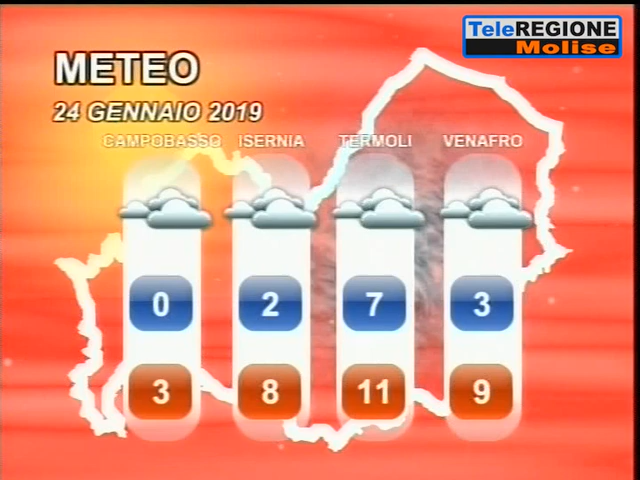 TeleREGIONE
Molise
METEO
24 GENNAIO 2019
CAMPOBASSO ISERNIA TERMOLI VENAFRO
0 2 7 3
3 8 11 9